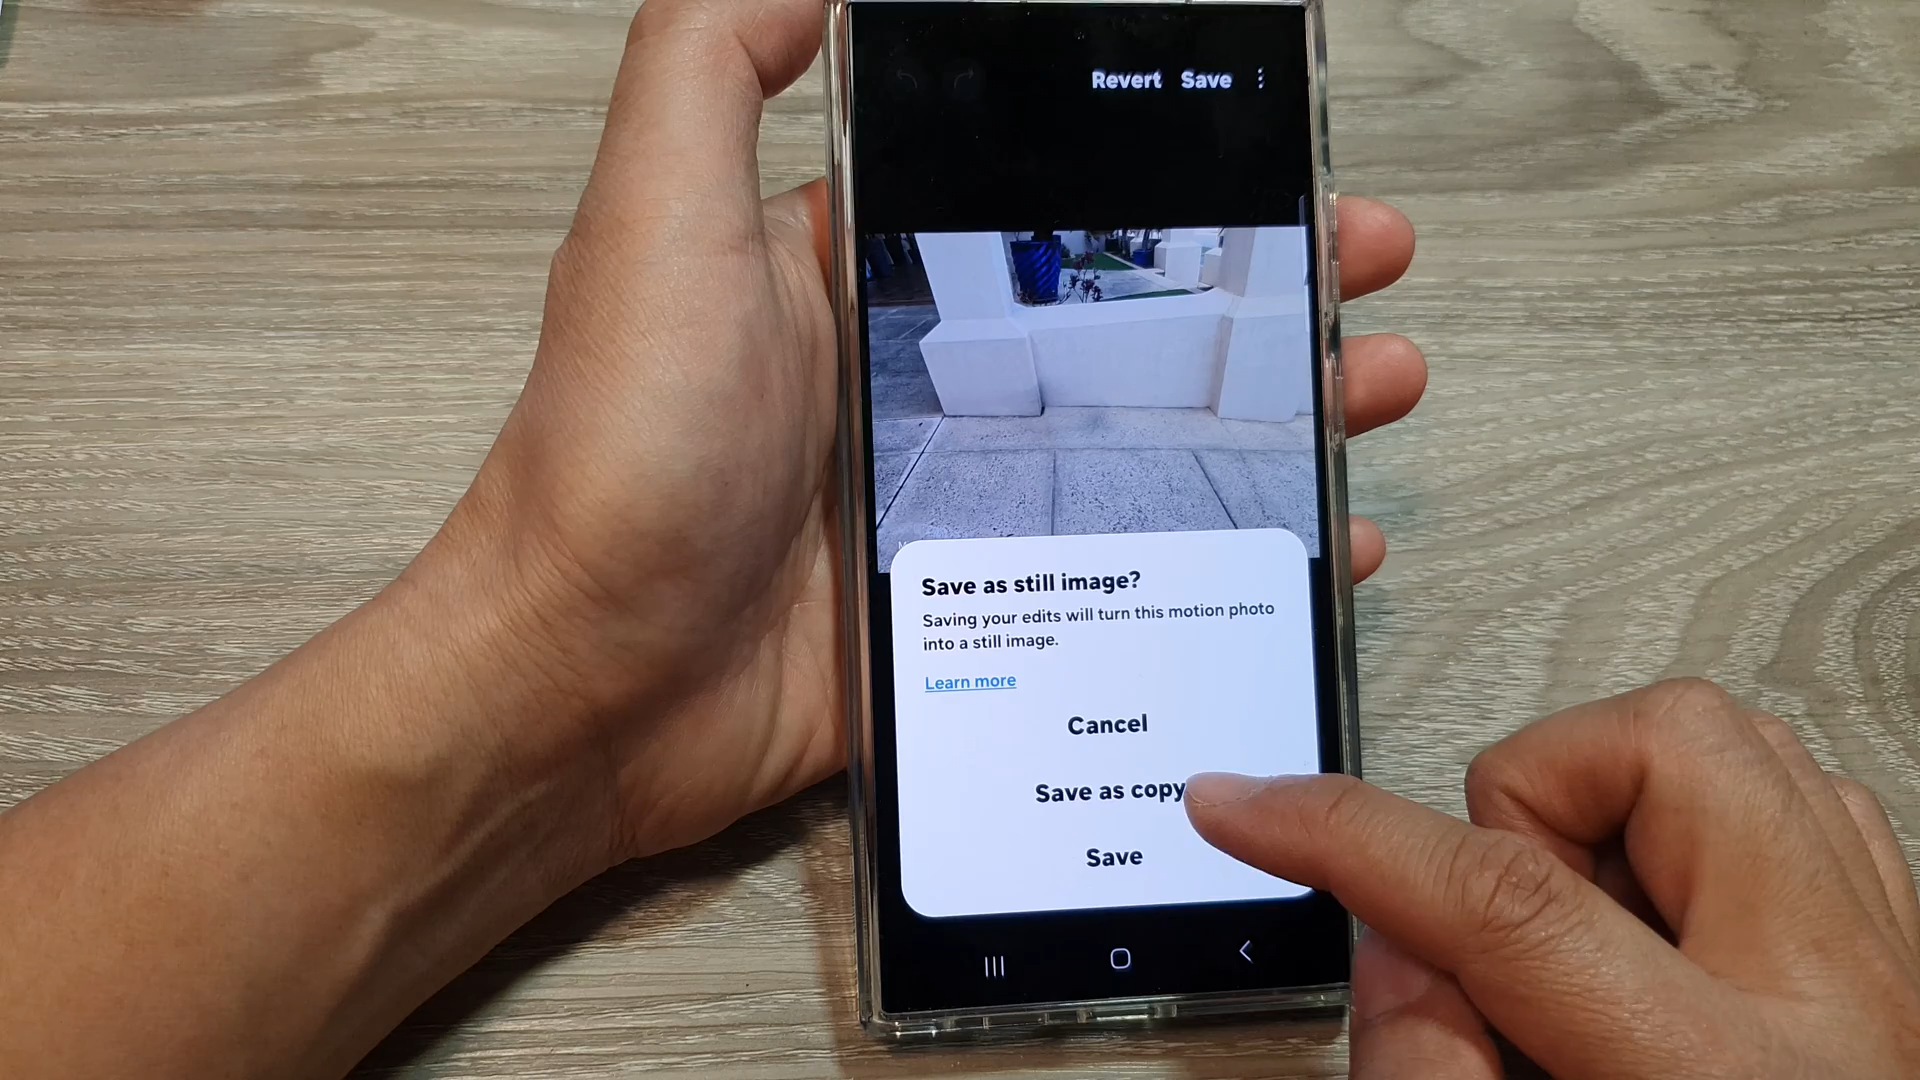 Revert Save
Save as still image?
Saving your edits will turn this motion photo
into a still image.
Learn more
Cancel
Save as copy
Save